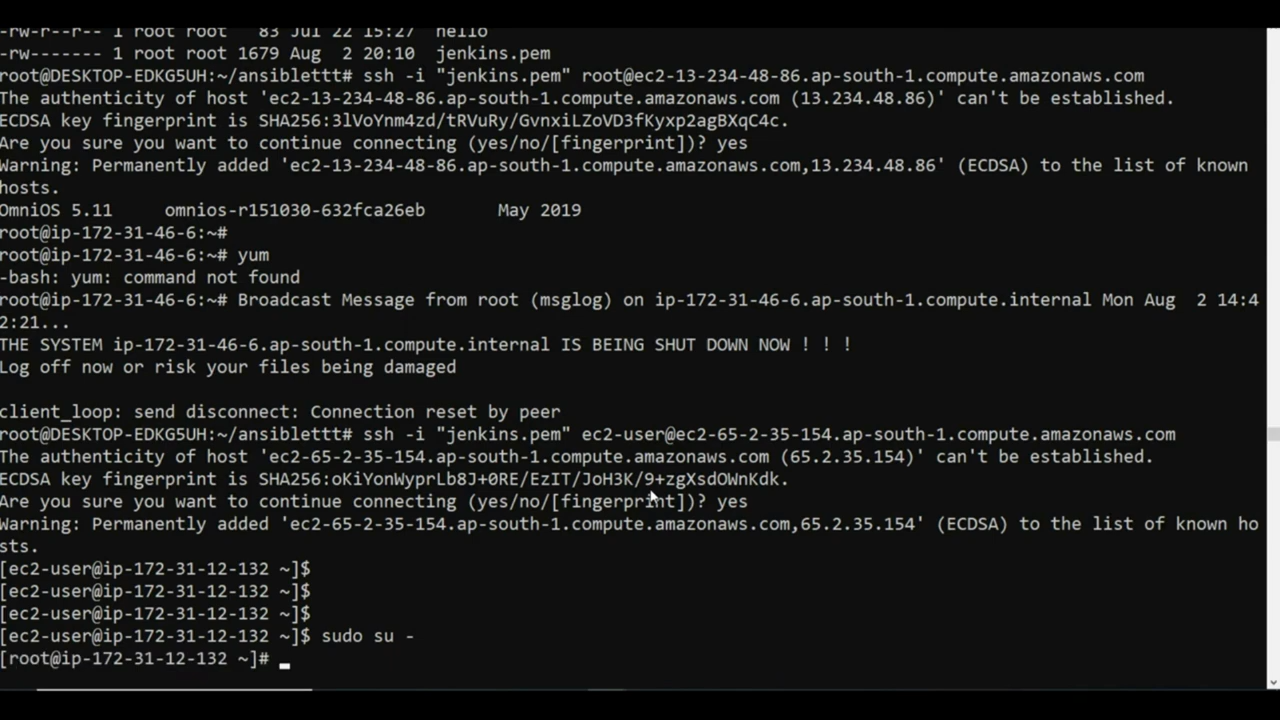 -rw-r--r-- 1 root root   83 Jul 22 15:27 hello
-rw------- 1 root root 1679 Aug  2 20:10 jenkins.pem
root@DESKTOP-EDKG5UH:~/ansiblettt# ssh -i "jenkins.pem" root@ec2-13-234-48-86.ap-south-1.compute.amazonaws.com
The authenticity of host 'ec2-13-234-48-86.ap-south-1.compute.amazonaws.com (13.234.48.86)' can't be established.
ECDSA key fingerprint is SHA256:3lVoYnm4zd/tRVuRy/GvnxiLZoVD3fKyxp2agBXqC4c.
Are you sure you want to continue connecting (yes/no/[fingerprint])? yes
Warning: Permanently added 'ec2-13-234-48-86.ap-south-1.compute.amazonaws.com,13.234.48.86' (ECDSA) to the list of known
hosts.
OmniOS 5.11     omnios-r151030-632fca26eb       May 2019
root@ip-172-31-46-6:~#
root@ip-172-31-46-6:~# yum
-bash: yum: command not found
root@ip-172-31-46-6:~# Broadcast Message from root (msglog) on ip-172-31-46-6.ap-south-1.compute.internal Mon Aug  2 14:4
2:21...
THE SYSTEM ip-172-31-46-6.ap-south-1.compute.internal IS BEING SHUT DOWN NOW ! ! !
Log off now or risk your files being damaged
client_loop: send disconnect: Connection reset by peer
root@DESKTOP-EDKG5UH:~/ansiblettt# ssh -i "jenkins.pem" ec2-user@ec2-65-2-35-154.ap-south-1.compute.amazonaws.com
The authenticity of host 'ec2-65-2-35-154.ap-south-1.compute.amazonaws.com (65.2.35.154)' can't be established.
ECDSA key fingerprint is SHA256:oKiYonWyprLb8J+0RE/EzIT/JoH3K/9+zgXsdOWnKdk.
Are you sure you want to continue connecting (yes/no/[fingerprint])? yes
Warning: Permanently added 'ec2-65-2-35-154.ap-south-1.compute.amazonaws.com,65.2.35.154' (ECDSA) to the list of known ho
sts.
[ec2-user@ip-172-31-12-132 ~]$
[ec2-user@ip-172-31-12-132 ~]$
[ec2-user@ip-172-31-12-132 ~]$
[ec2-user@ip-172-31-12-132 ~]$ sudo su -
[root@ip-172-31-12-132 ~]#